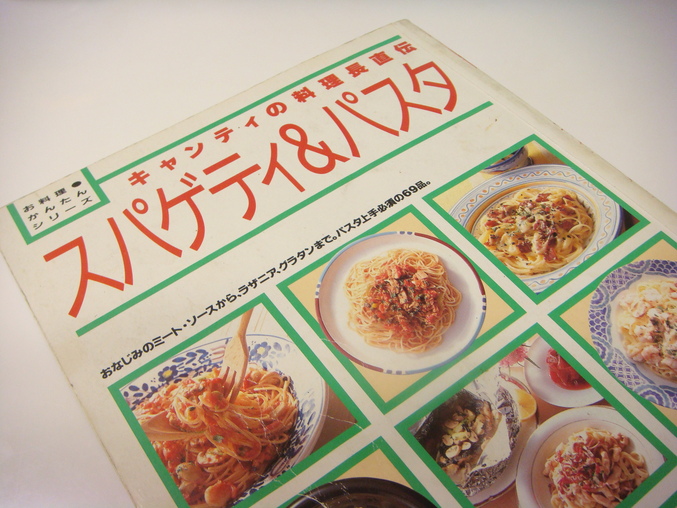 お料理●
かんたん
シリーズ
キャンティの料理長直伝
スパゲティ&パスタ
おなじみのミート・ソースから、ラザニア、グラタンまで。パスタ上手必須の69品。